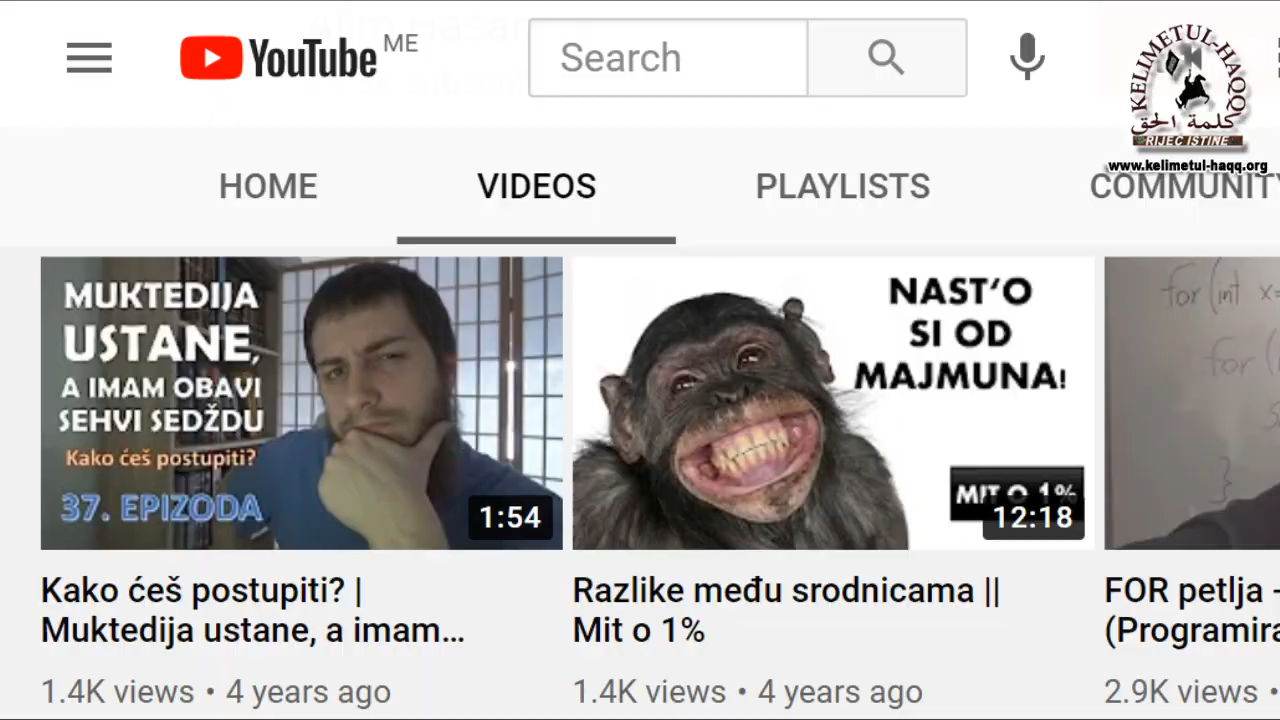 YouTube ME
Search
KELIMETUL-HAQQ
كلمة الحق
RIJEČ ISTINE
www.kelimetul-haqq.org
HOME
VIDEOS
PLAYLISTS
COMMUNITY
MUKTEDIJA
USTANE,
A IMAM OBAVI
SEHVI SEDŽDU
Kako ćeš postupiti?
37. EPIZODA
1:54
NAST'O
SI OD
MAJMUNA!
MIT O 1%
12:18
for (int x=
for (
}
Kako ćeš postupiti? |
Muktedija ustane, a imam...
1.4K views • 4 years ago
Razlike među srodnicama ||
Mit o 1%
1.4K views • 4 years ago
FOR petlja -
(Programira
2.9K views •